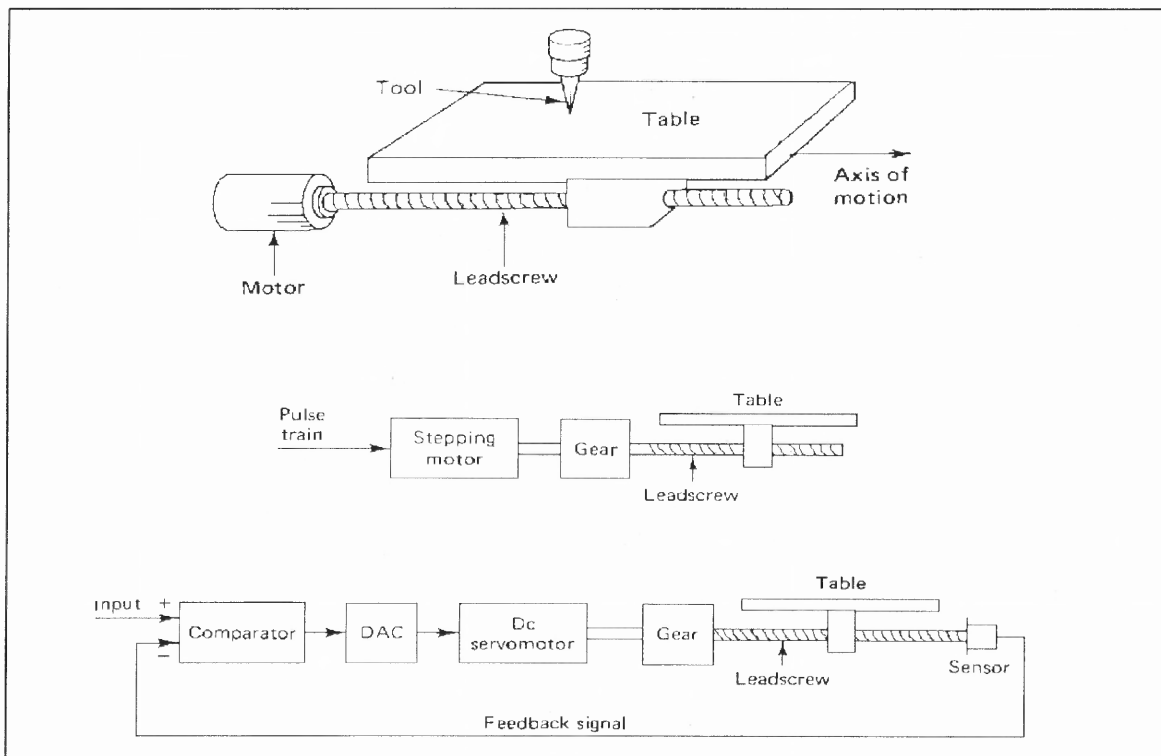 Tool
Table
Axis of
motion
Motor
Leadscrew
Pulse
train
Stepping
motor
Gear
Table
Leadscrew
Input
+
−
Comparator
DAC
Dc
servomotor
Gear
Table
Leadscrew
Sensor
Feedback signal